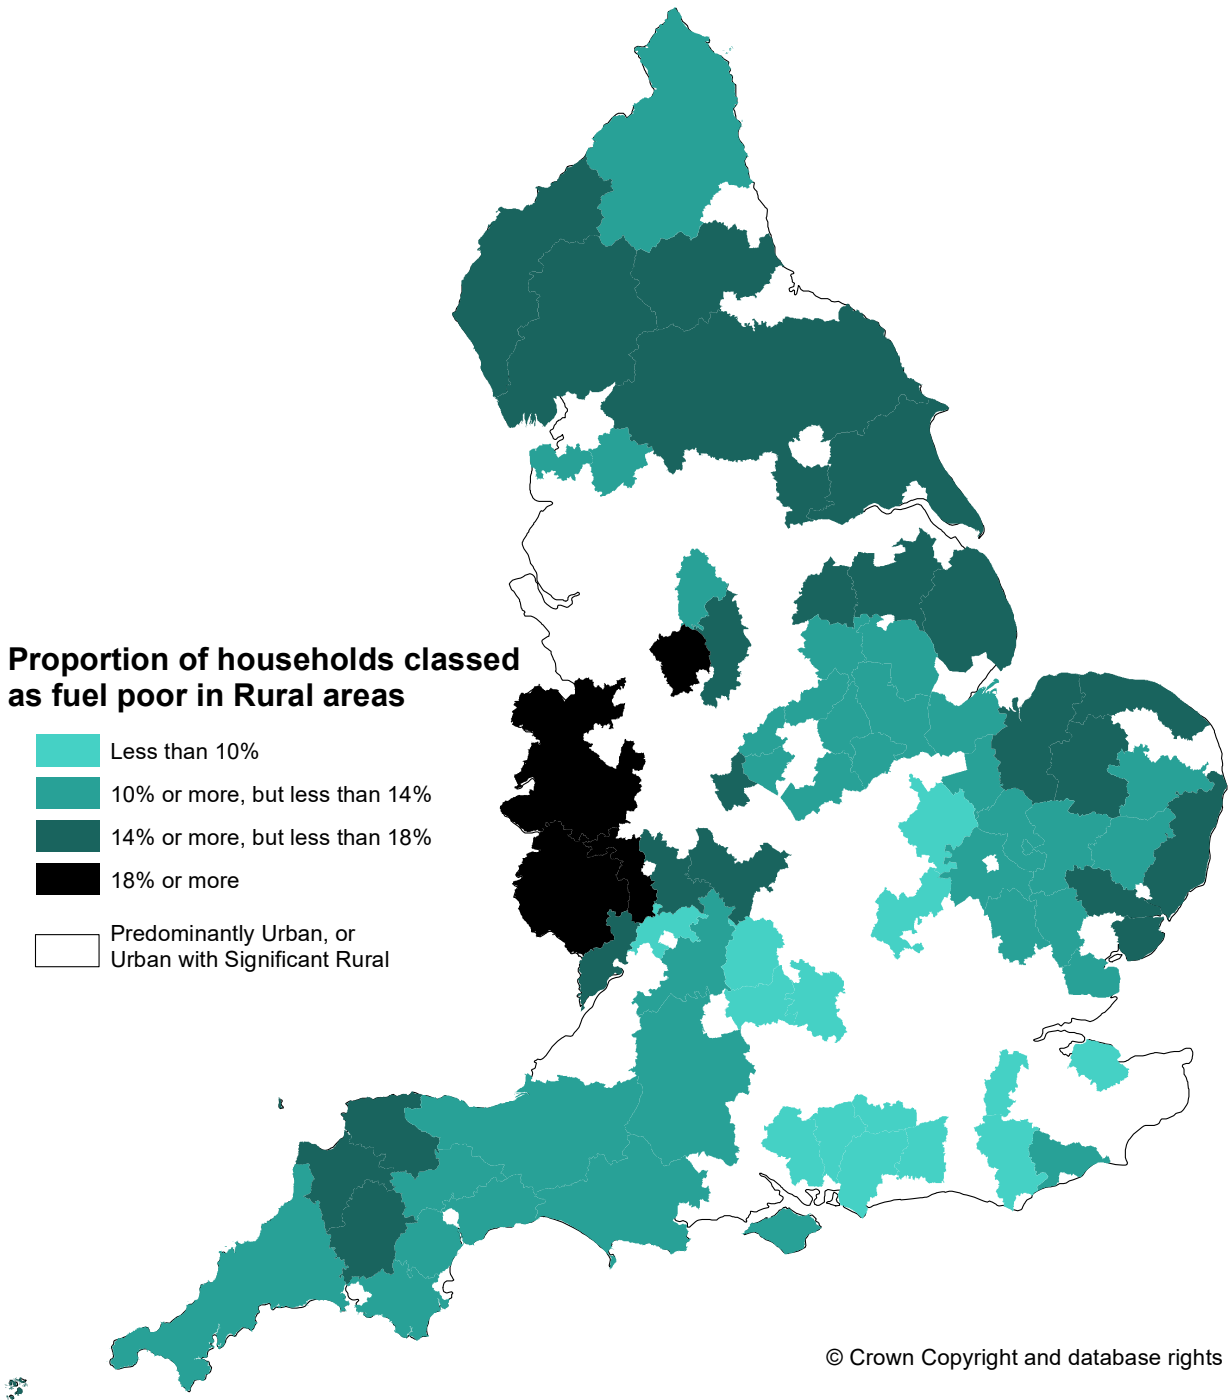 Proportion of households classed
as fuel poor in Rural areas
Less than 10%
10% or more, but less than 14%
14% or more, but less than 18%
18% or more
Predominantly Urban, or
Urban with Significant Rural
© Crown Copyright and database rights